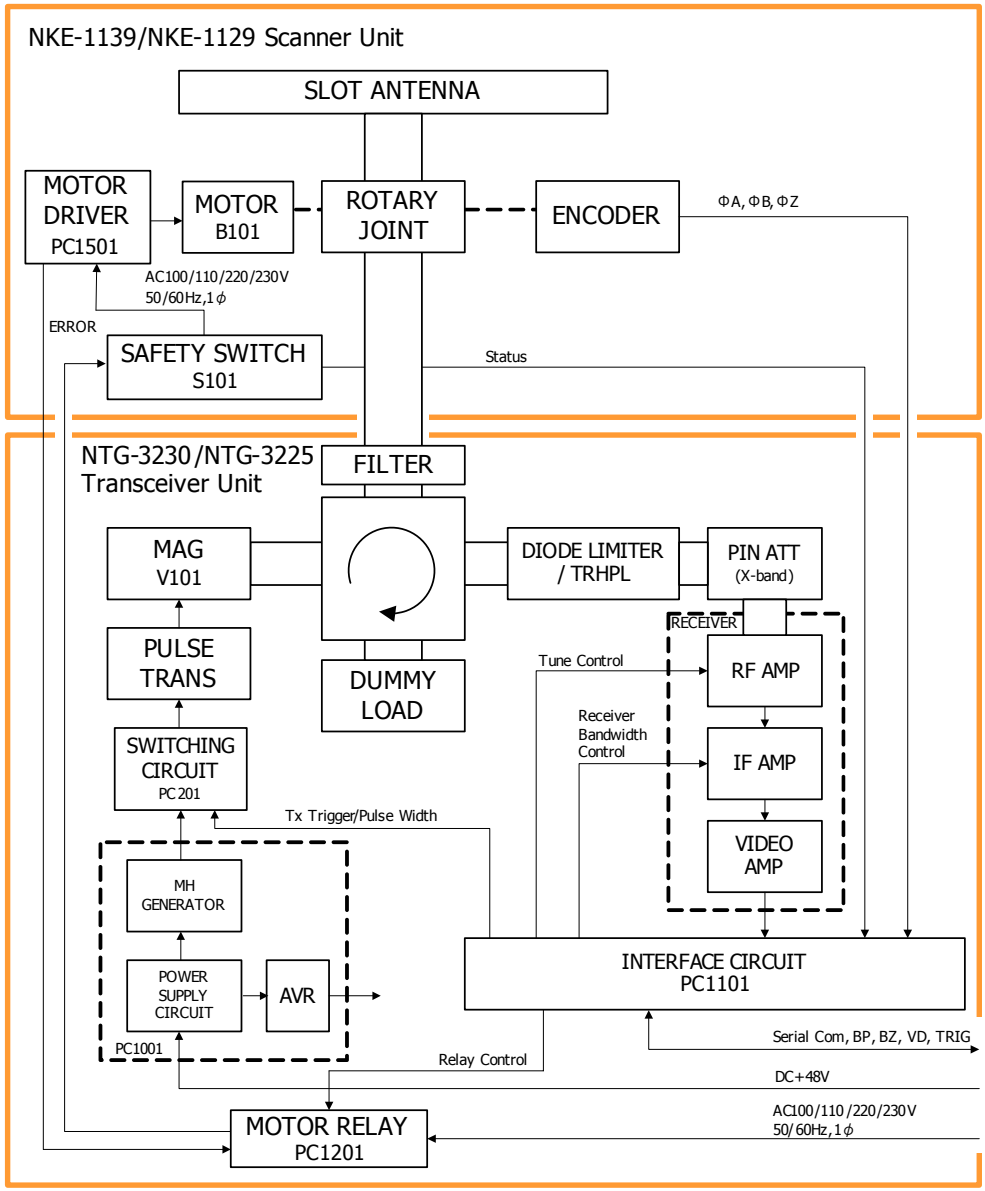 NKE-1139/NKE-1129 Scanner Unit
SLOT ANTENNA
MOTOR
DRIVER
PC1501
MOTOR
B101
ROTARY
JOINT
ENCODER
ΦA, ΦB, ΦZ
AC100/110/220/230V
50/60Hz,1φ
ERROR
SAFETY SWITCH
S101
Status
NTG-3230/NTG-3225
Transceiver Unit
FILTER
MAG
V101
DIODE LIMITER
/ TRHPL
PIN ATT
(X-band)
RECEIVER
PULSE
TRANS
DUMMY
LOAD
Tune Control
RF AMP
Receiver
Bandwidth
Control
IF AMP
SWITCHING
CIRCUIT
PC201
Tx Trigger/Pulse Width
VIDEO
AMP
MH
GENERATOR
POWER
SUPPLY
CIRCUIT
AVR
PC1001
INTERFACE CIRCUIT
PC1101
Serial Com, BP, BZ, VD, TRIG
Relay Control
DC+48V
MOTOR RELAY
PC1201
AC100/110/220/230V
50/60Hz,1φ